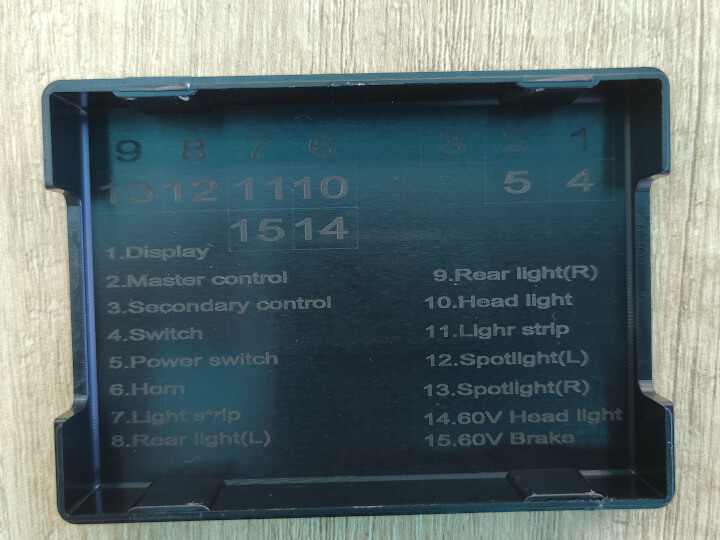 9 8 7 6 3 2 1
13 12 11 10 5 4
15 14
1.Display
2.Master control
3.Secondary control
4.Switch
5.Power switch
6.Horn
7.Light strip
8.Rear light(L)
9.Rear light(R)
10.Head light
11.Lighr strip
12.Spotlight(L)
13.Spotlight(R)
14.60V Head light
15.60V Brake